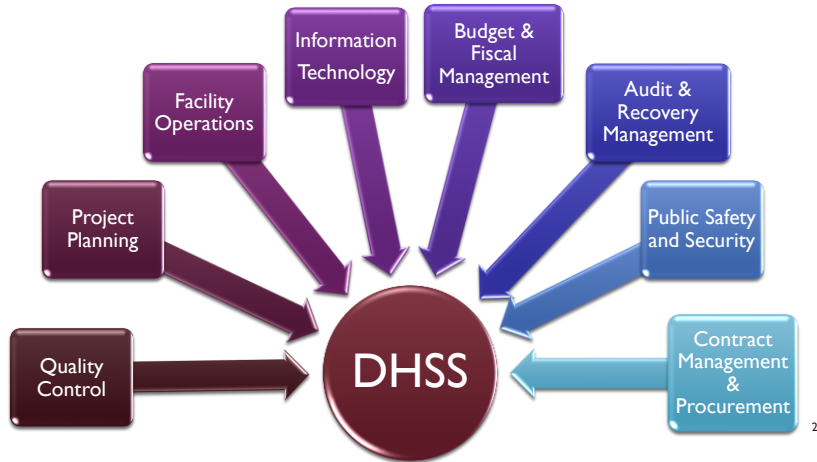 Quality
Control
Project
Planning
Facility
Operations
Information
Technology
Budget &
Fiscal
Management
Audit &
Recovery
Management
Public Safety
and Security
Contract
Management
&
Procurement
DHSS
2